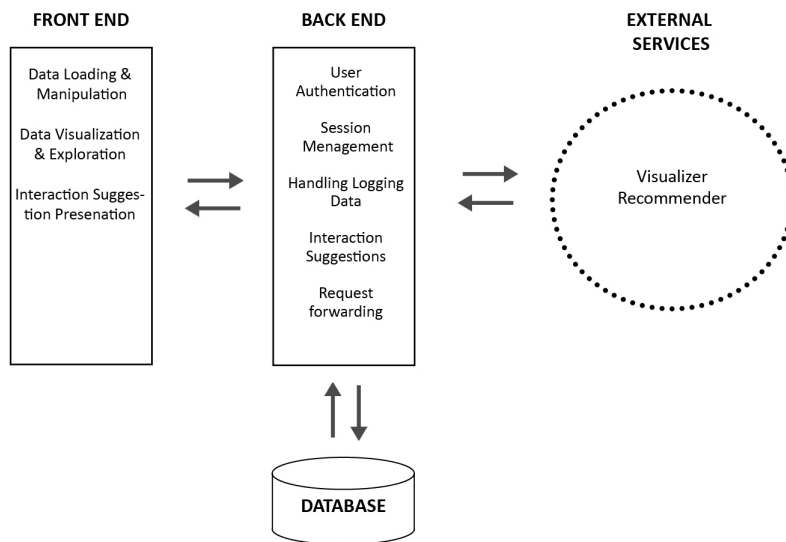 FRONT END
Data Loading &
Manipulation
Data Visualization
& Exploration
Interaction Sugges-
tion Presenation
BACK END
User
Authentication
Session
Menagement
Handling Logging
Data
Interaction
Suggestions
Request
forwarding
EXTERNAL
SERVICES
Visualizer
Recommender
DATABASE